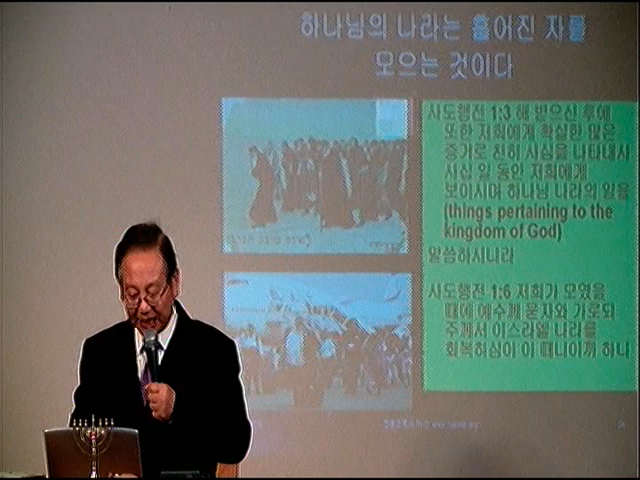 하나님의 나라는 흩어진 자를
모으는 것이다
사도행전 1:3 해 받으신 후에
또한 저희에게 확실한 많은
증거로 친히 사심을 나타내사
사십 일 동안 저희에게
보이시며 하나님 나라의 일을
(things pertaining to the
kingdom of God)
말씀하시니라
사도행전 1:6 저희가 모였을
때에 예수께 묻자와 가로되
주께서 이스라엘 나라를
회복하심이 이 때니이까 하니